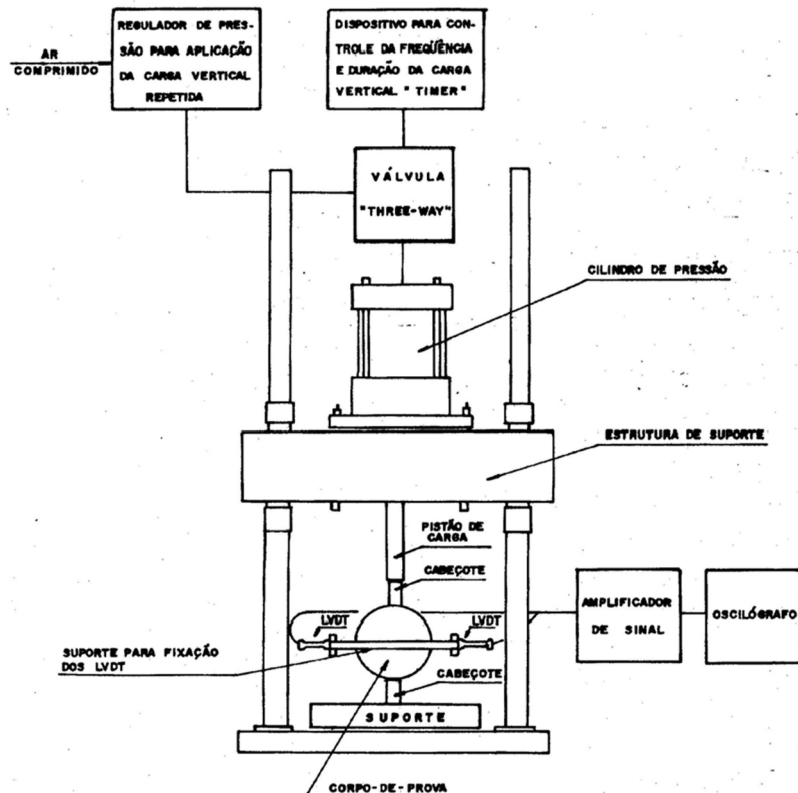 REGULADOR DE PRES-
SÃO PARA APLICAÇÃO
DA CARGA VERTICAL
REPETIDA
DISPOSITIVO PARA CON-
TROLE DA FREQÜÊNCIA
E DURAÇÃO DA CARGA
VERTICAL " TIMER "
AR
COMPRIMIDO
VÁLVULA
"THREE-WAY"
CILINDRO DE PRESSÃO
ESTRUTURA DE SUPORTE
PISTÃO DE
CARGA
CABEÇOTE
LVDT
LVDT
AMPLIFICADOR
DE SINAL
OSCILÓGRAFO
SUPORTE PARA FIXAÇÃO
DOS LVDT
CABEÇOTE
SUPORTE
CORPO-DE-PROVA